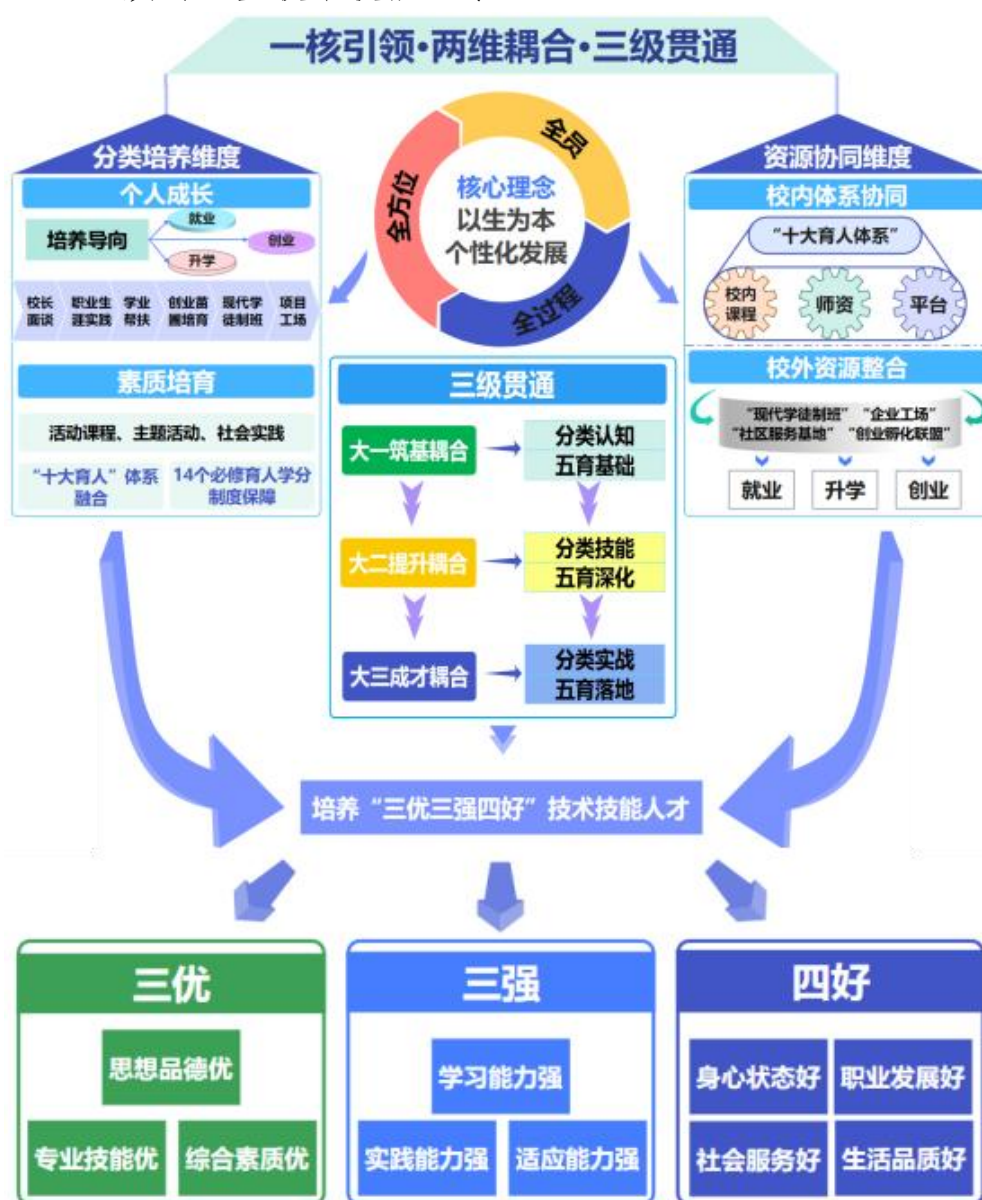 一核引领·两维耦合·三级贯通
分类培养维度
个人成长
培养导向
就业
创业
升学
校长
面谈
职业生
涯实践
学业
帮扶
创业苗
圃培育
现代学
徒制班
项目
工场
素质培育
活动课程、主题活动、社会实践
“十大育人”体系
融合
14个必修育人学分
制度保障
全员
全方位
全过程
核心理念
以生为本
个性化发展
资源协同维度
校内体系协同
“十大育人体系”
校内
课程
师资
平台
校外资源整合
“现代学徒制班” “企业工场”
“社区服务基地” “创业孵化联盟”
就业
升学
创业
三级贯通
大一筑基耦合
分类认知
五育基础
大二提升耦合
分类技能
五育深化
大三成才耦合
分类实战
五育落地
培养“三优三强四好”技术技能人才
三优
思想品德优
专业技能优
综合素质优
三强
学习能力强
实践能力强
适应能力强
四好
身心状态好
职业发展好
社会服务好
生活品质好